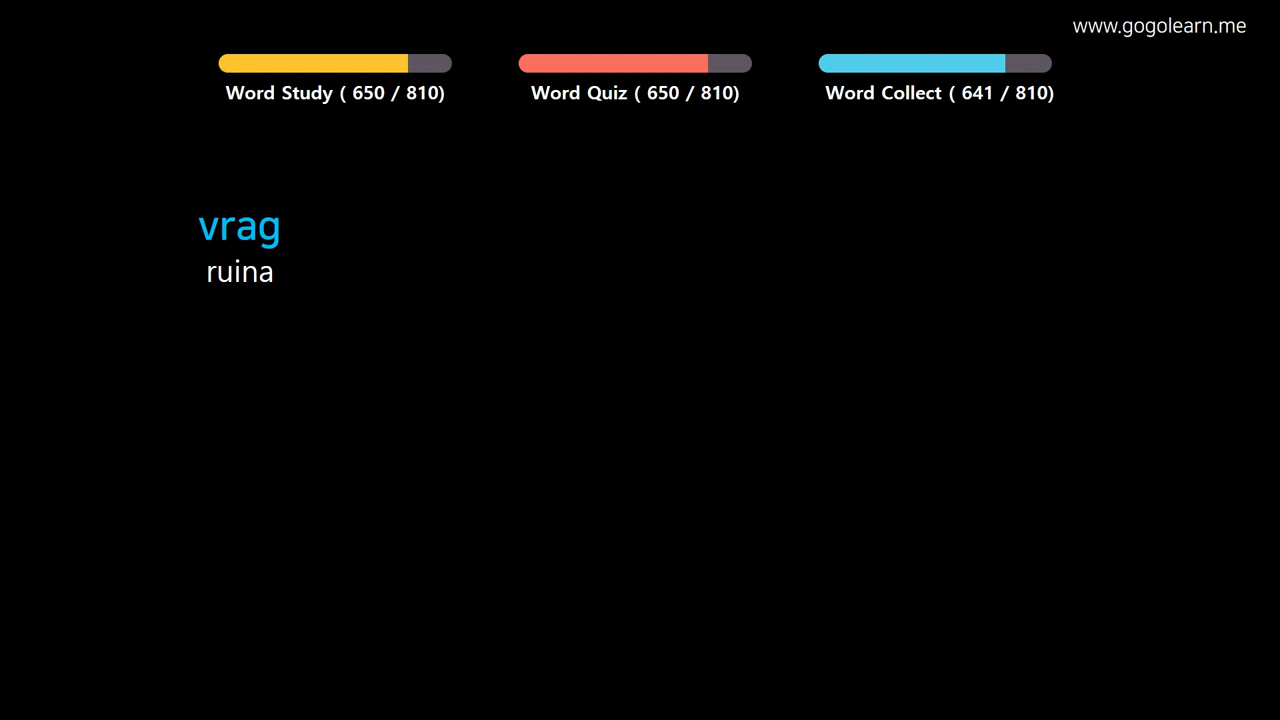 www.gogolearn.me
Word Study ( 650 / 810)
Word Quiz ( 650 / 810)
Word Collect ( 641 / 810)
vrag
ruina